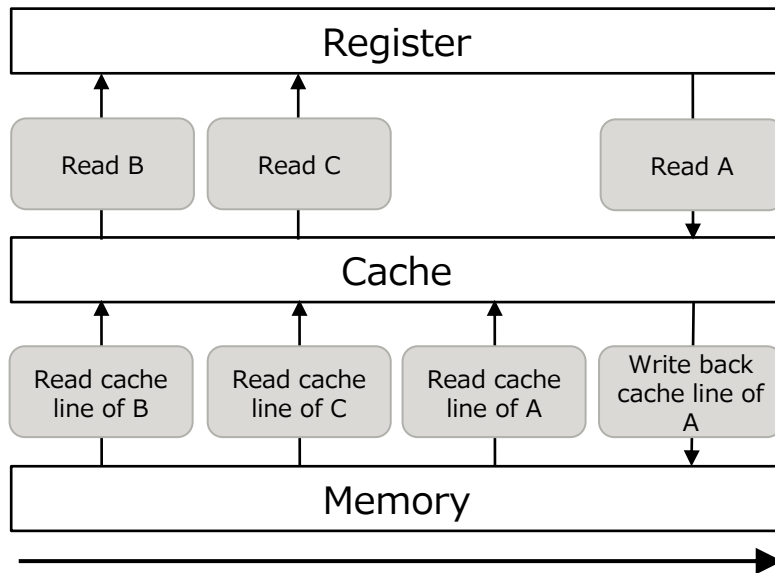 Register
Read B
Read C
Read A
Cache
Read cache
line of B
Read cache
line of C
Read cache
line of A
Write back
cache line of
A
Memory